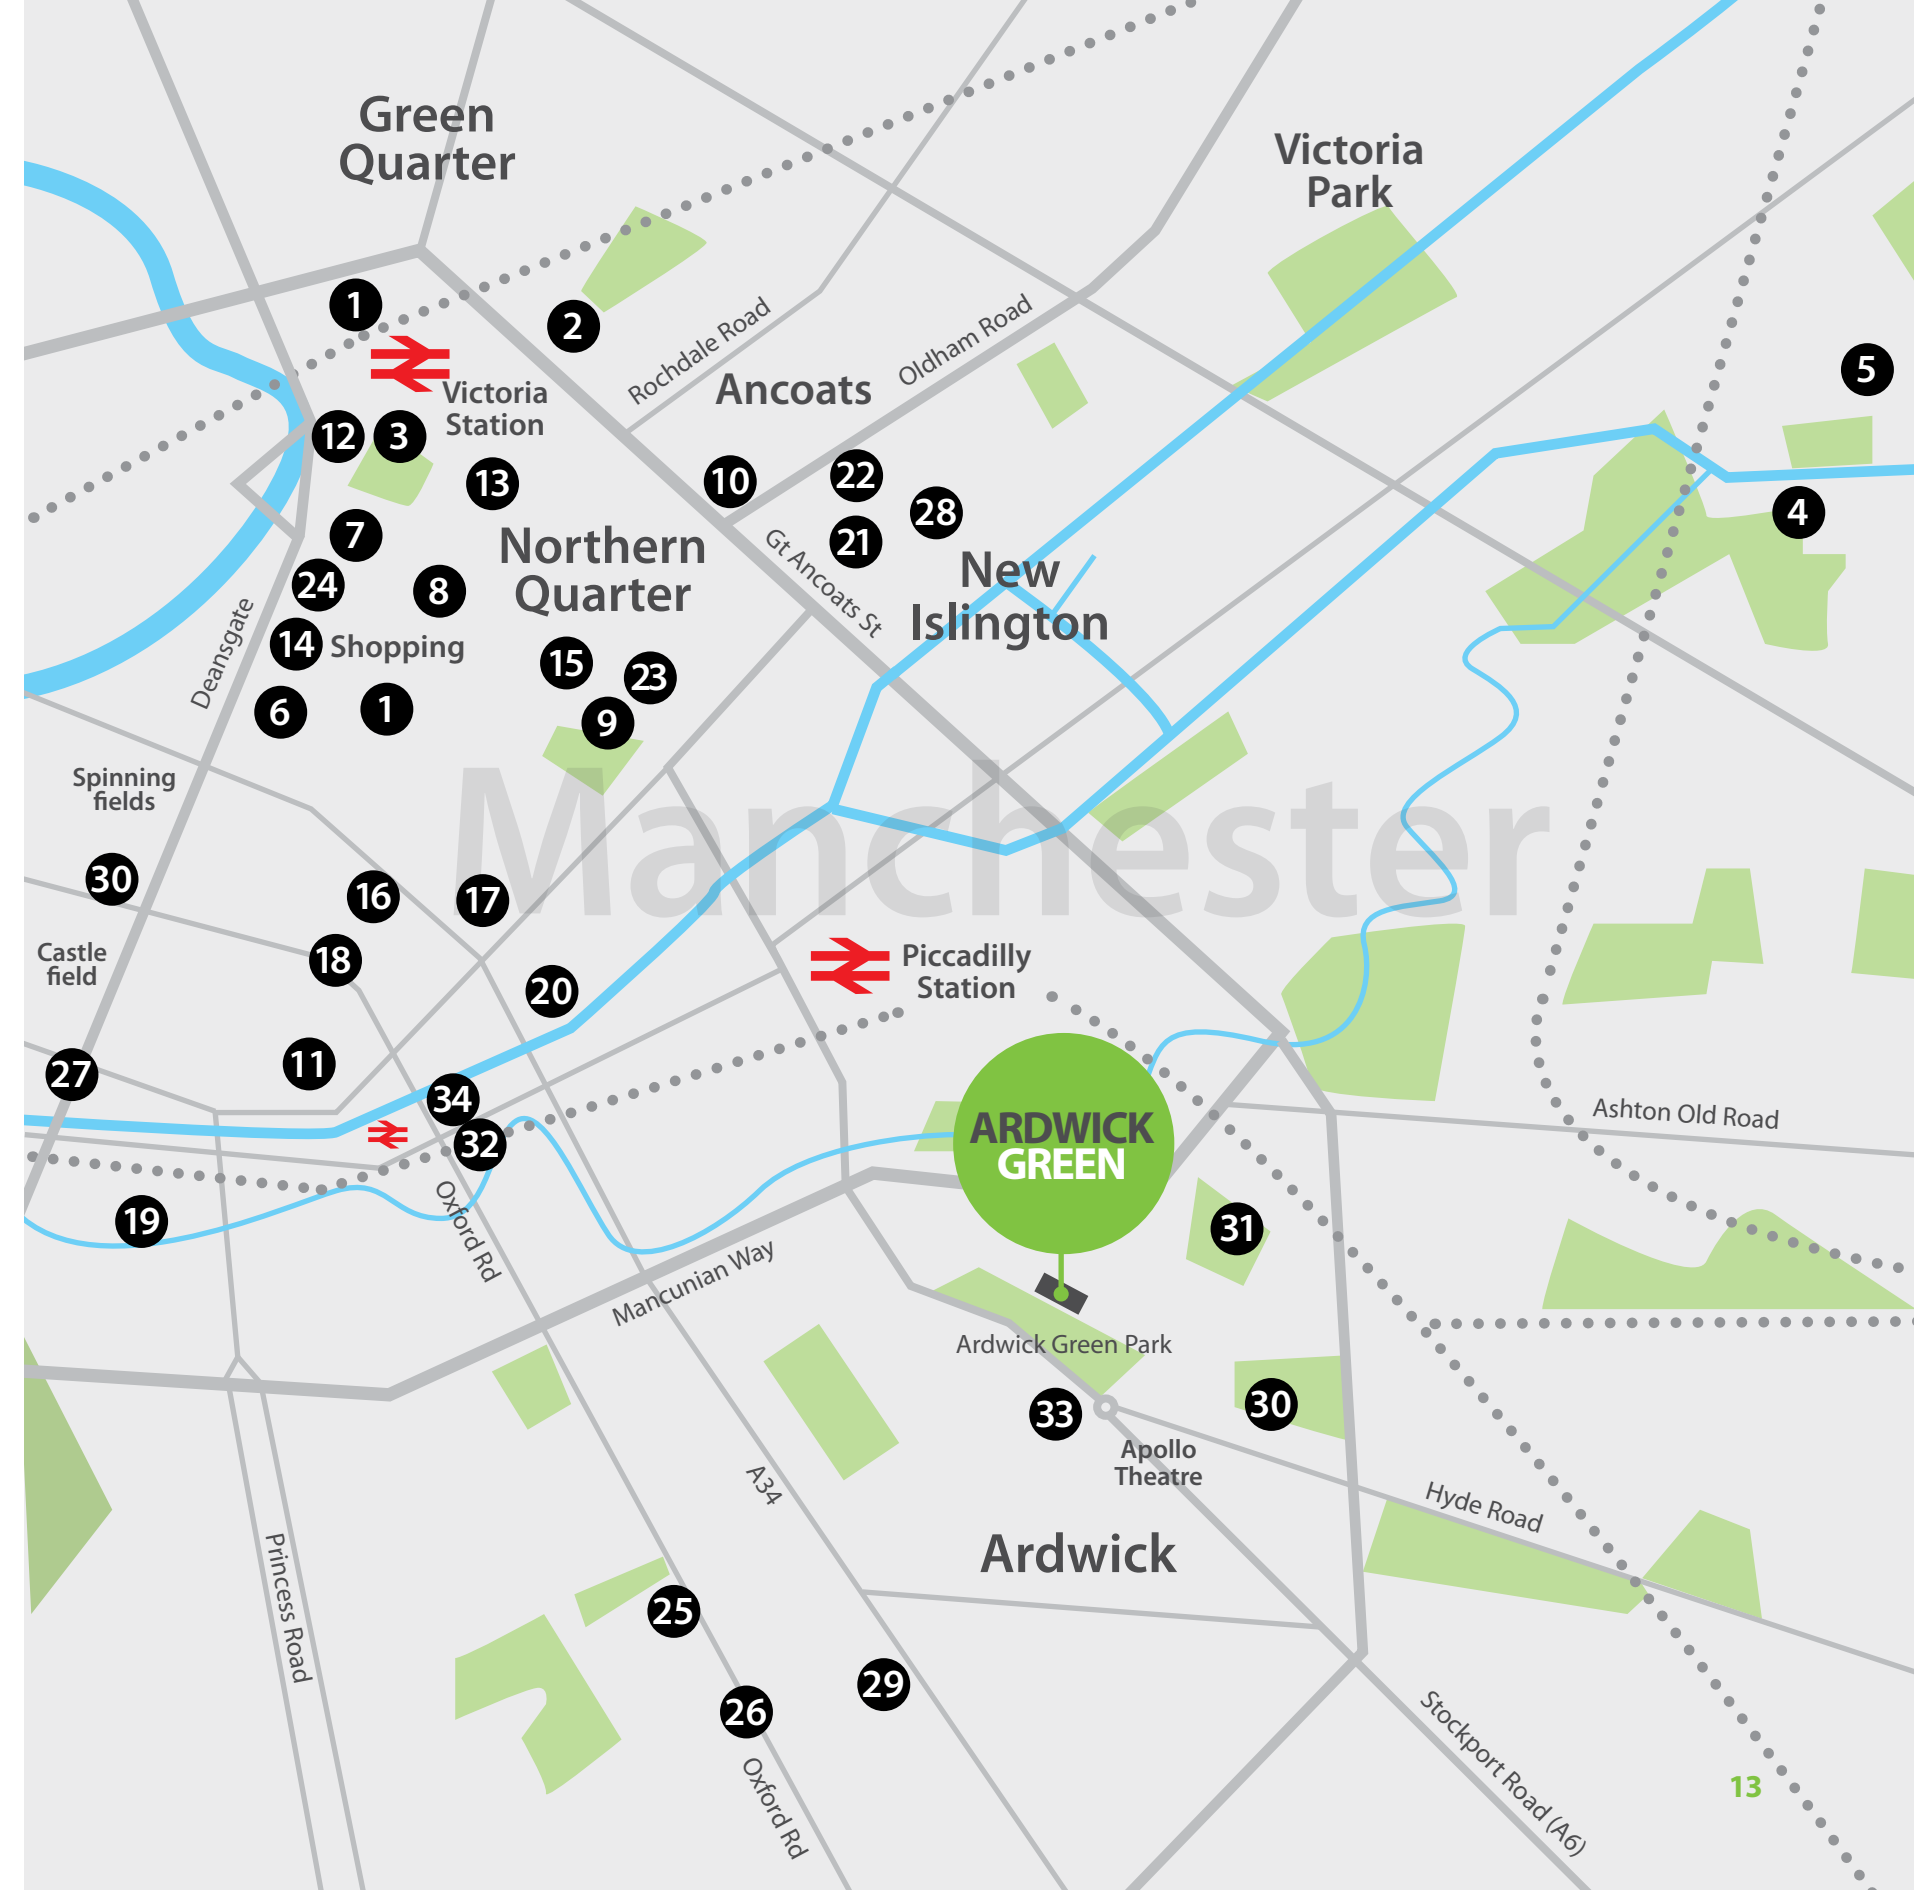 Green
Quarter
Victoria
Park
1
2
Rochdale Road
Oldham Road
5
Victoria
Station
Ancoats
12
3
13
10
22
28
4
7
21
Gt Ancoats St
Northern
Quarter
New
Islington
24
8
Deansgate
14
Shopping
15
23
6
1
9
Spinning
fields
Manchester
30
16
17
Castle
field
18
20
Piccadilly
Station
27
11
34
32
ARDWICK
GREEN
Ashton Old Road
19
Oxford Rd
31
Mancunian Way
Ardwick Green Park
33
30
Apollo
Theatre
A34
Hyde Road
Ardwick
Princess Road
25
29
26
Stockport Road (A6)
Oxford Rd
13